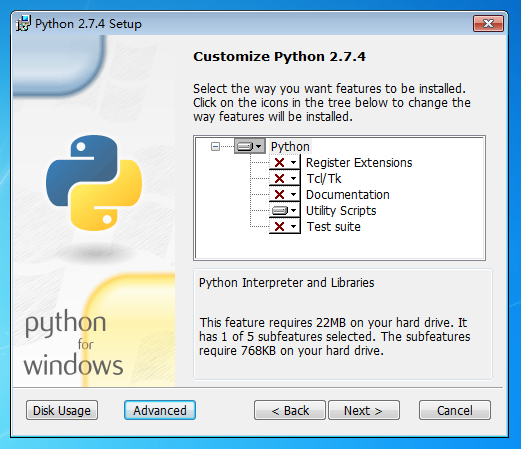 Python 2.7.4 Setup
Customize Python 2.7.4
Select the way you want features to be installed.
Click on the icons in the tree below to change the
way features will be installed.
Python
Register Extensions
Tcl/Tk
Documentation
Utility Scripts
Test suite
Python Interpreter and Libraries
This feature requires 22MB on your hard drive. It
has 1 of 5 subfeatures selected. The subfeatures
require 768KB on your hard drive.
python
for
windows
Disk Usage
Advanced
< Back
Next >
Cancel